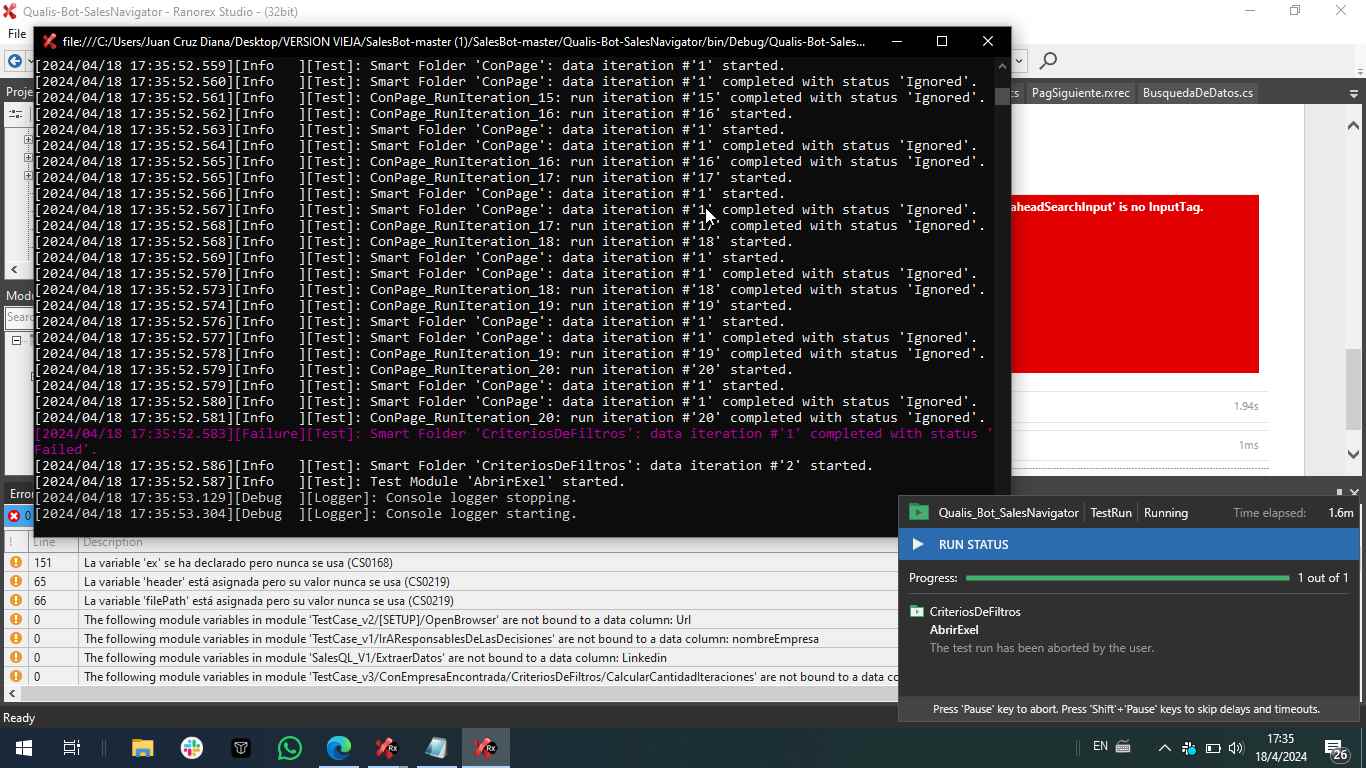 Qualis-Bot-SalesNavigator - Ranorex Studio - (32bit)
File
file:///C:/Users/Juan Cruz Diana/Desktop/VERSION VIEJA/SalesBot-master (1)/SalesBot-master/Qualis-Bot-SalesNavigator/bin/Debug/Qualis-Bot-Sales...
[2024/04/18 17:35:52.559][Info   ][Test]: Smart Folder 'ConPage': data iteration #'1' started.
[2024/04/18 17:35:52.560][Info   ][Test]: Smart Folder 'ConPage': data iteration #'1' completed with status 'Ignored'.
[2024/04/18 17:35:52.561][Info   ][Test]: ConPage_RunIteration_15: run iteration #'15' completed with status 'Ignored'.
[2024/04/18 17:35:52.562][Info   ][Test]: ConPage_RunIteration_16: run iteration #'16' started.
[2024/04/18 17:35:52.563][Info   ][Test]: Smart Folder 'ConPage': data iteration #'1' started.
[2024/04/18 17:35:52.564][Info   ][Test]: Smart Folder 'ConPage': data iteration #'1' completed with status 'Ignored'.
[2024/04/18 17:35:52.565][Info   ][Test]: ConPage_RunIteration_16: run iteration #'16' completed with status 'Ignored'.
[2024/04/18 17:35:52.565][Info   ][Test]: ConPage_RunIteration_17: run iteration #'17' started.
[2024/04/18 17:35:52.566][Info   ][Test]: Smart Folder 'ConPage': data iteration #'1' started.
[2024/04/18 17:35:52.567][Info   ][Test]: Smart Folder 'ConPage': data iteration #'1' completed with status 'Ignored'.
[2024/04/18 17:35:52.568][Info   ][Test]: ConPage_RunIteration_17: run iteration #'17' completed with status 'Ignored'.
[2024/04/18 17:35:52.568][Info   ][Test]: ConPage_RunIteration_18: run iteration #'18' started.
[2024/04/18 17:35:52.569][Info   ][Test]: Smart Folder 'ConPage': data iteration #'1' started.
[2024/04/18 17:35:52.570][Info   ][Test]: Smart Folder 'ConPage': data iteration #'1' completed with status 'Ignored'.
[2024/04/18 17:35:52.573][Info   ][Test]: ConPage_RunIteration_18: run iteration #'18' completed with status 'Ignored'.
[2024/04/18 17:35:52.574][Info   ][Test]: ConPage_RunIteration_19: run iteration #'19' started.
[2024/04/18 17:35:52.576][Info   ][Test]: Smart Folder 'ConPage': data iteration #'1' started.
[2024/04/18 17:35:52.577][Info   ][Test]: Smart Folder 'ConPage': data iteration #'1' completed with status 'Ignored'.
[2024/04/18 17:35:52.578][Info   ][Test]: ConPage_RunIteration_19: run iteration #'19' completed with status 'Ignored'.
[2024/04/18 17:35:52.579][Info   ][Test]: ConPage_RunIteration_20: run iteration #'20' started.
[2024/04/18 17:35:52.579][Info   ][Test]: Smart Folder 'ConPage': data iteration #'1' started.
[2024/04/18 17:35:52.580][Info   ][Test]: Smart Folder 'ConPage': data iteration #'1' completed with status 'Ignored'.
[2024/04/18 17:35:52.581][Info   ][Test]: ConPage_RunIteration_20: run iteration #'20' completed with status 'Ignored'.
[2024/04/18 17:35:52.583][Failure][Test]: Smart Folder 'CriteriosDeFiltros': data iteration #'1' completed with status '
Failed'.
[2024/04/18 17:35:52.586][Info   ][Test]: Smart Folder 'CriteriosDeFiltros': data iteration #'2' started.
[2024/04/18 17:35:52.587][Info   ][Test]: Test Module 'AbrirExel' started.
[2024/04/18 17:35:53.129][Debug  ][Logger]: Console logger stopping.
[2024/04/18 17:35:53.304][Debug  ][Logger]: Console logger starting.
Proje
cs PagSiguiente.rxrec BusquedaDeDatos.cs
aheadSearchInput' is no InputTag.
Modu
Searc
1.94s
1ms
Error
0
! Line Description
151 La variable 'ex' se ha declarado pero nunca se usa (CS0168)
65 La variable 'header' está asignada pero su valor nunca se usa (CS0219)
66 La variable 'filePath' está asignada pero su valor nunca se usa (CS0219)
0 The following module variables in module 'TestCase_v2/[SETUP]/OpenBrowser' are not bound to a data column: Url
0 The following module variables in module 'TestCase_v1/IrAResponsablesDeLasDecisiones' are not bound to a data column: nombreEmpresa
0 The following module variables in module 'SalesQL_V1/ExtraerDatos' are not bound to a data column: Linkedin
0 The following module variables in module 'TestCase_v3/ConEmpresaEncontrada/CriteriosDeFiltros/CalcularCantidadIteraciones' are not bound to a data co
Qualis_Bot_SalesNavigator TestRun Running Time elapsed: 1.6m
RUN STATUS
Progress: 1 out of 1
CriteriosDeFiltros
AbrirExel
The test run has been aborted by the user.
Press 'Pause' key to abort. Press 'Shift'+'Pause' keys to skip delays and timeouts.
Ready
Rx
Rx
EN
17:35
18/4/2024
26